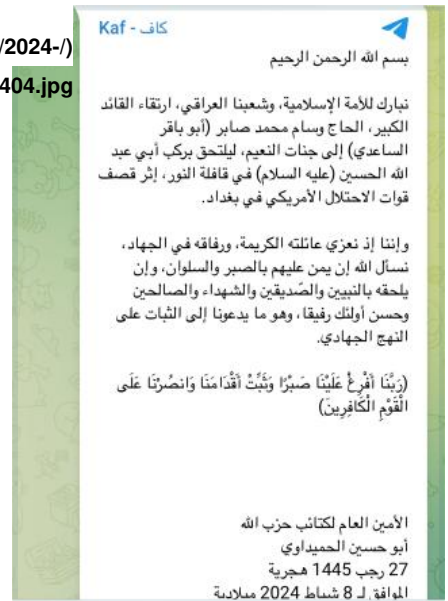 /2024-/)
404.jpg
كاف - Kaf
بسم الله الرحمن الرحيم
نبارك للأمة الإسلامية، وشعبنا العراقي، ارتقاء القائد
الكبير، الحاج وسام محمد صابر (أبو باقر
الساعدي) إلى جنات النعيم، ليلتحق بركب أبي عبد
الله الحسين (عليه السلام) في قافلة النور، إثر قصف
قوات الاحتلال الأمريكي في بغداد.
وإننا إذ نعزي عائلته الكريمة، ورفاقه في الجهاد،
نسأل الله إن يمن عليهم بالصبر والسلوان، وإن
يلحقه بالنبيين والصّديقين والشهداء والصالحين
وحسن أولئك رفيقا، وهو ما يدعونا إلى الثبات على
النهج الجهادي.
(رَبَّنَا أَفْرِغْ عَلَيْنَا صَبْرًا وَثَبِّتْ أَقْدَامَنَا وَانصُرْنَا عَلَى
الْقَوْمِ الْكَافِرِينَ)
الأمين العام لكتائب حزب الله
أبو حسين الحميداوي
27 رجب 1445 هجرية
الموافق لـ 8 شباط 2024 ميلادية